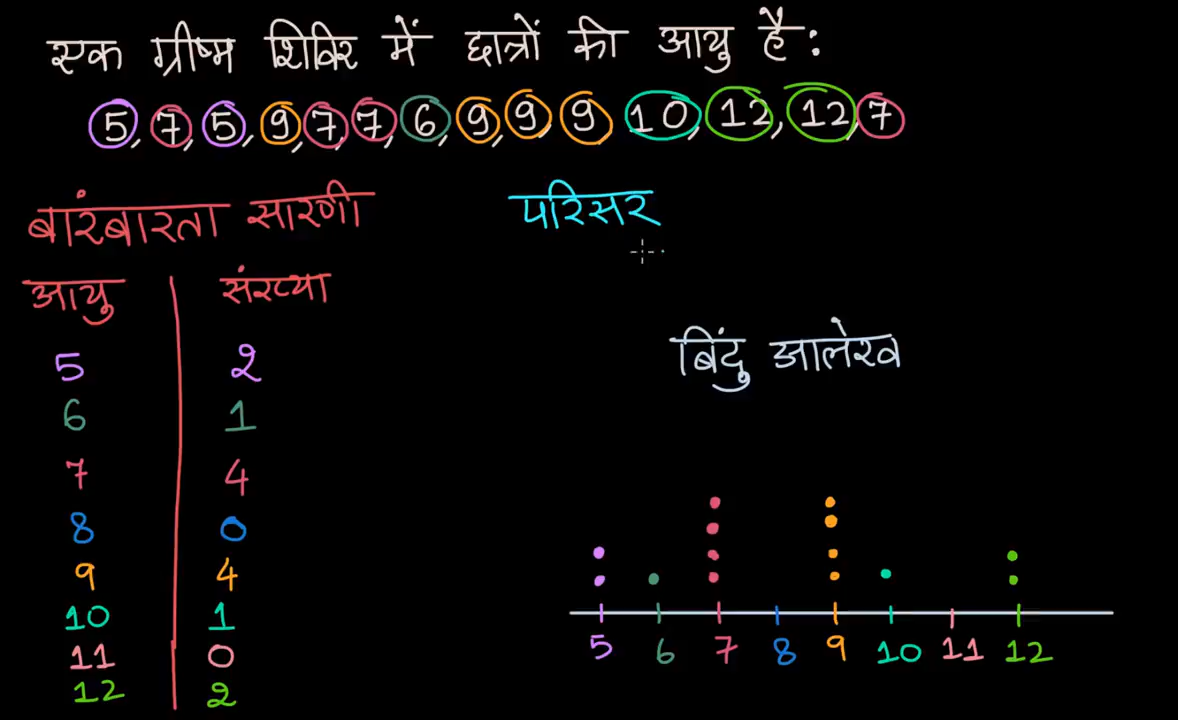 एक ग्रीष्म शिविर में छात्रों की आयु है:
5, 7, 5, 9, 7, 7, 6, 9, 9, 9 10, 12, 12, 7
बारंबारता सारणी
परिसर
आयु संख्या
बिंदु आलेख
5 2
6 1
7 4
8 0
9 4
10 1
11 0
12 2
5 6 7 8 9 10 11 12